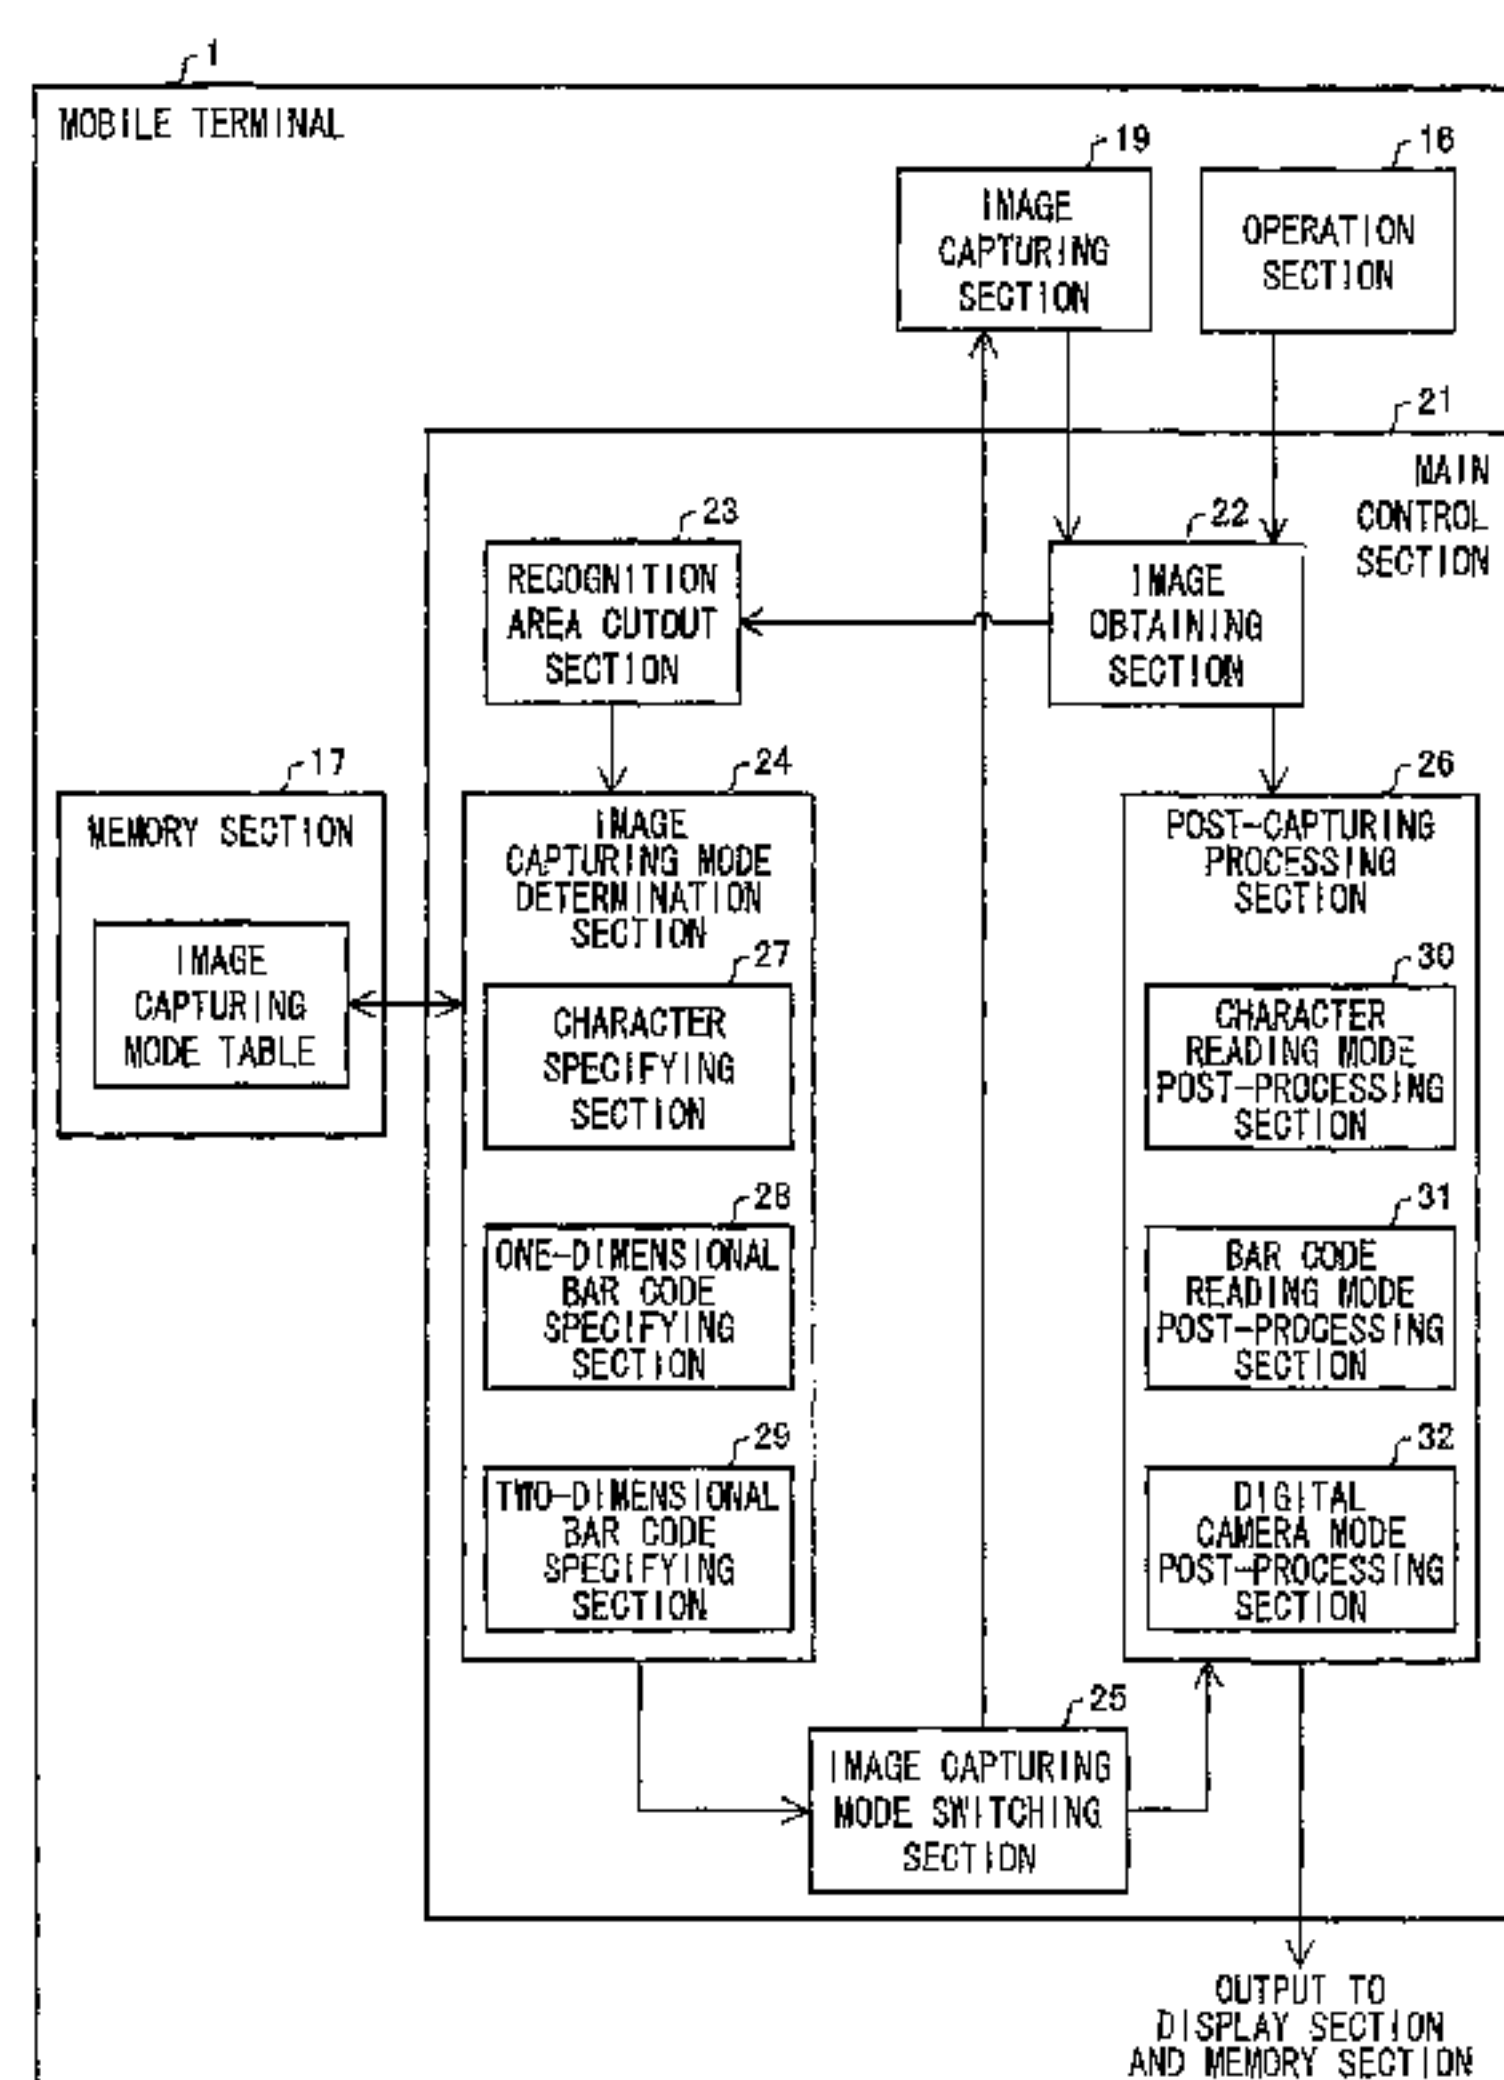 1
MOBILE TERMINAL
19
IMAGE
CAPTURING
SECTION
16
OPERATION
SECTION
21
MAIN
CONTROL
SECTION
23
RECOGNITION
AREA CUTOUT
SECTION
22
IMAGE
OBTAINING
SECTION
17
MEMORY SECTION
IMAGE
CAPTURING
MODE TABLE
24
IMAGE
CAPTURING MODE
DETERMINATION
SECTION
27
CHARACTER
SPECIFYING
SECTION
28
ONE-DIMENSIONAL
BAR CODE
SPECIFYING
SECTION
29
TWO-DIMENSIONAL
BAR CODE
SPECIFYING
SECTION
26
POST-CAPTURING
PROCESSING
SECTION
30
CHARACTER
READING MODE
POST-PROCESSING
SECTION
31
BAR CODE
READING MODE
POST-PROCESSING
SECTION
32
DIGITAL
CAMERA MODE
POST-PROCESSING
SECTION
25
IMAGE CAPTURING
MODE SWITCHING
SECTION
OUTPUT TO
DISPLAY SECTION
AND MEMORY SECTION